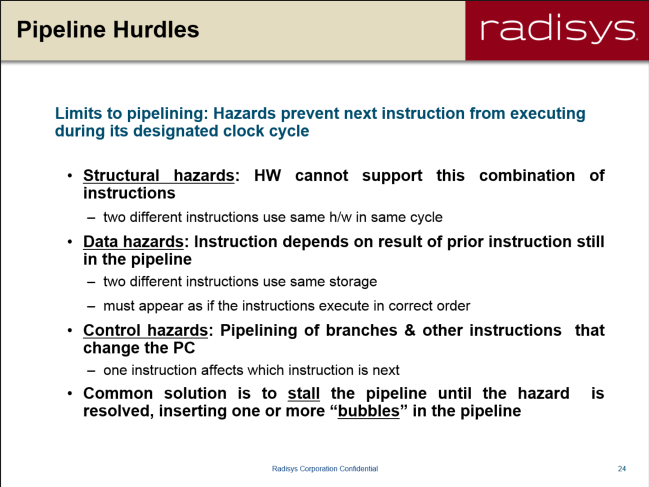 Pipeline Hurdles
radisys.
Limits to pipelining: Hazards prevent next instruction from executing
during its designated clock cycle
• Structural hazards: HW cannot support this combination of
instructions
– two different instructions use same h/w in same cycle
• Data hazards: Instruction depends on result of prior instruction still
in the pipeline
– two different instructions use same storage
– must appear as if the instructions execute in correct order
• Control hazards: Pipelining of branches & other instructions that
change the PC
– one instruction affects which instruction is next
• Common solution is to stall the pipeline until the hazard is
resolved, inserting one or more “bubbles” in the pipeline
Radisys Corporation Confidential
24